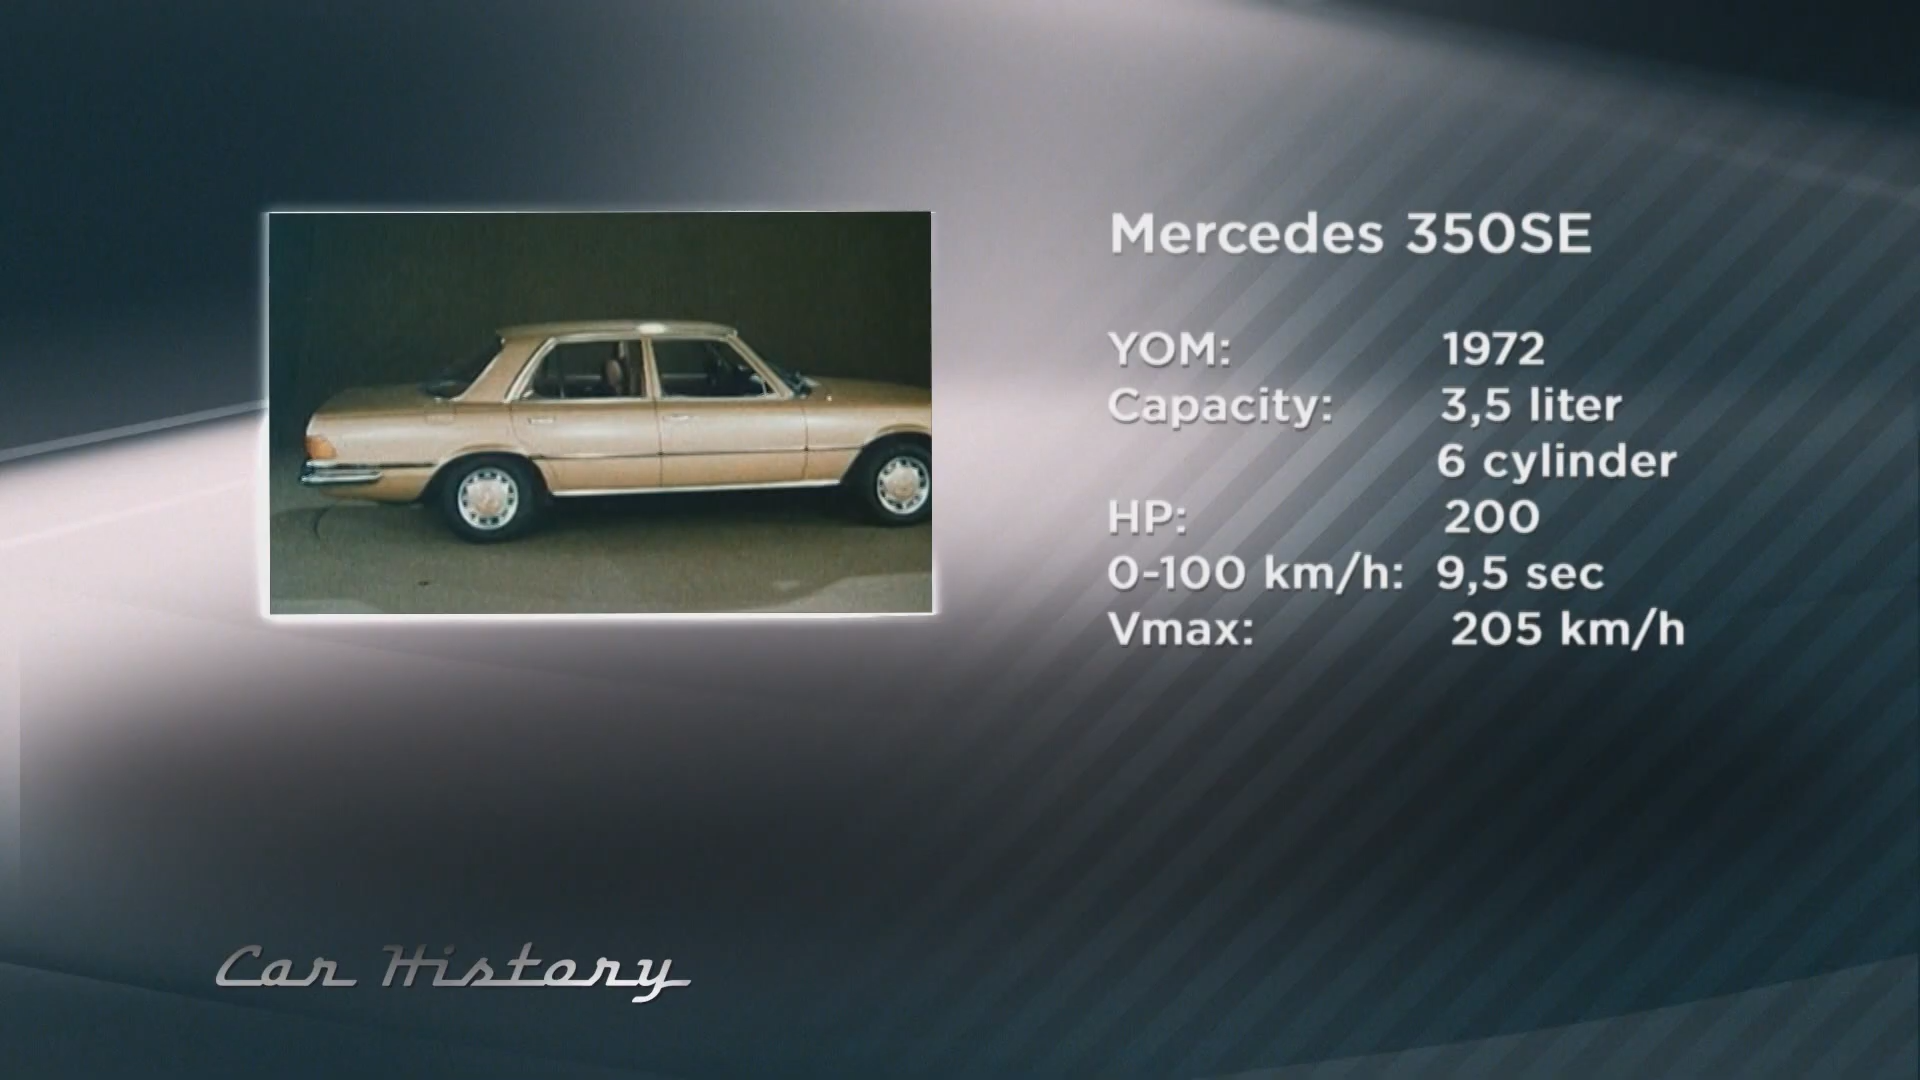 Mercedes 350SE
YOM: 1972
Capacity: 3,5 liter
6 cylinder
HP: 200
0-100 km/h: 9,5 sec
Vmax: 205 km/h
Car History